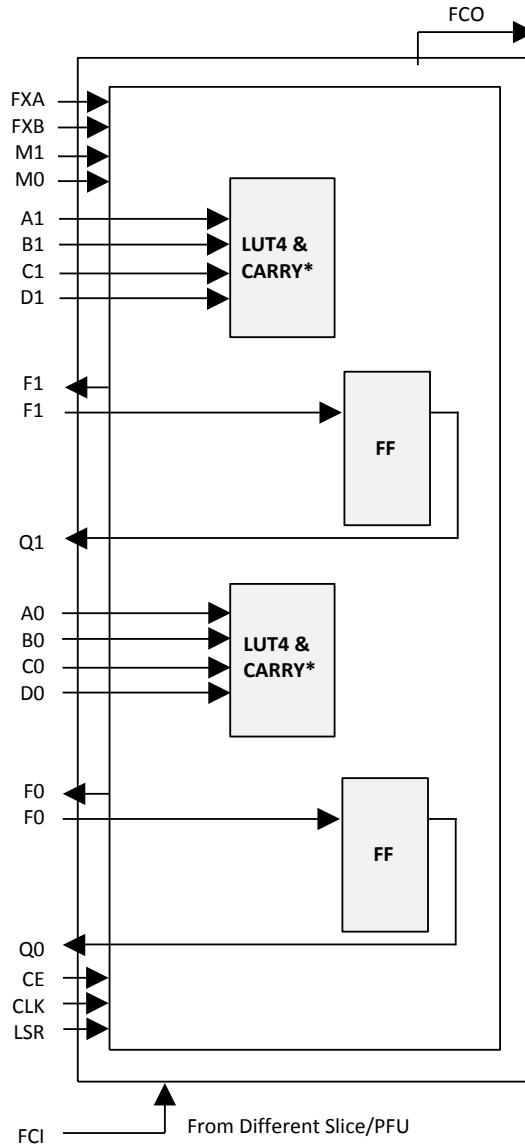 FCO
FXA
FXB
M1
M0
A1
B1
C1
D1
LUT4 &
CARRY*
F1
F1
FF
Q1
A0
B0
C0
D0
LUT4 &
CARRY*
F0
F0
FF
Q0
CE
CLK
LSR
FCI
From Different Slice/PFU